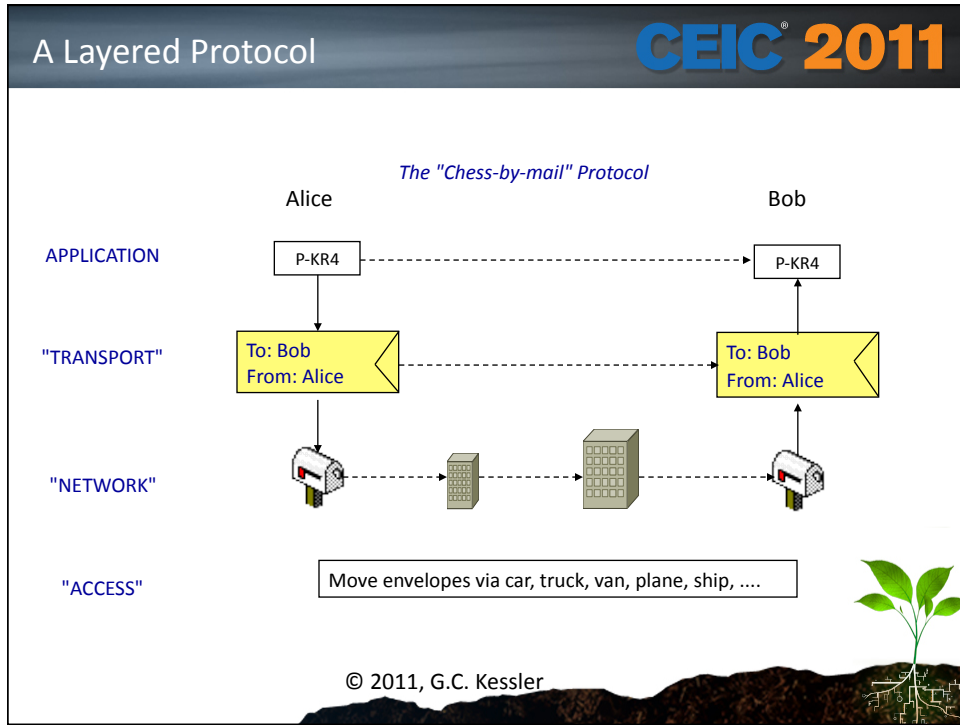 A Layered Protocol
CEIC® 2011
The "Chess-by-mail" Protocol
Alice
Bob
APPLICATION
P-KR4
P-KR4
"TRANSPORT"
To: Bob
From: Alice
To: Bob
From: Alice
"NETWORK"
"ACCESS"
Move envelopes via car, truck, van, plane, ship, ....
© 2011, G.C. Kessler